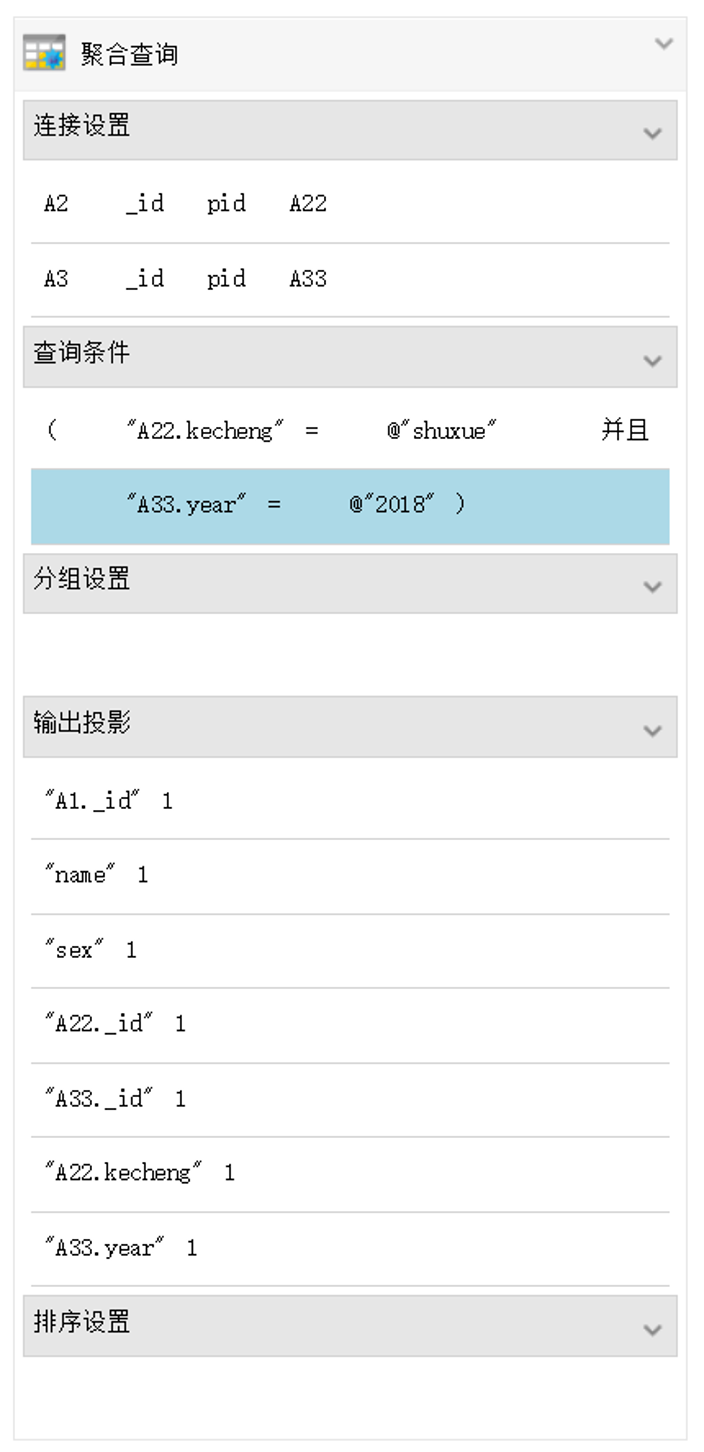 聚合查询
连接设置
A2 _id pid A22
A3 _id pid A33
查询条件
( "A22.kecheng" = @"shuxue" 并且
"A33.year" = @"2018" )
分组设置
输出投影
"A1._id" 1
"name" 1
"sex" 1
"A22._id" 1
"A33._id" 1
"A22.kecheng" 1
"A33.year" 1
排序设置